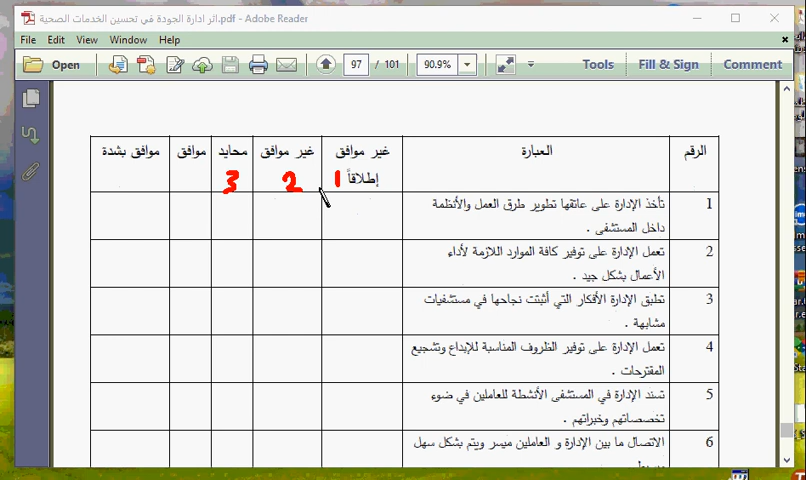 اثر ادارة الجودة في تحسين الخدمات الصحية.pdf - Adobe Reader
File Edit View Window Help
Open 97 / 101 90.9% Tools Fill & Sign Comment
الرقم العبارة غير موافق إطلاقاً غير موافق محايد موافق موافق بشدة
1 2 3
1 تأخذ الإدارة على عاتقها تطوير طرق العمل والأنظمة
داخل المستشفى .
2 تعمل الإدارة على توفير كافة الموارد اللازمة لأداء
الأعمال بشكل جيد .
3 تطبق الإدارة الأفكار التي أثبتت نجاحها في مستشفيات
مشابهة .
4 تعمل الإدارة على توفير الظروف المناسبة للإبداع وتشجيع
المقترحات .
5 تسند الإدارة في المستشفى الأنشطة للعاملين في ضوء
تخصصاتهم وخبراتهم .
6 الاتصال ما بين الإدارة و العاملين ميسر ويتم بشكل سهل